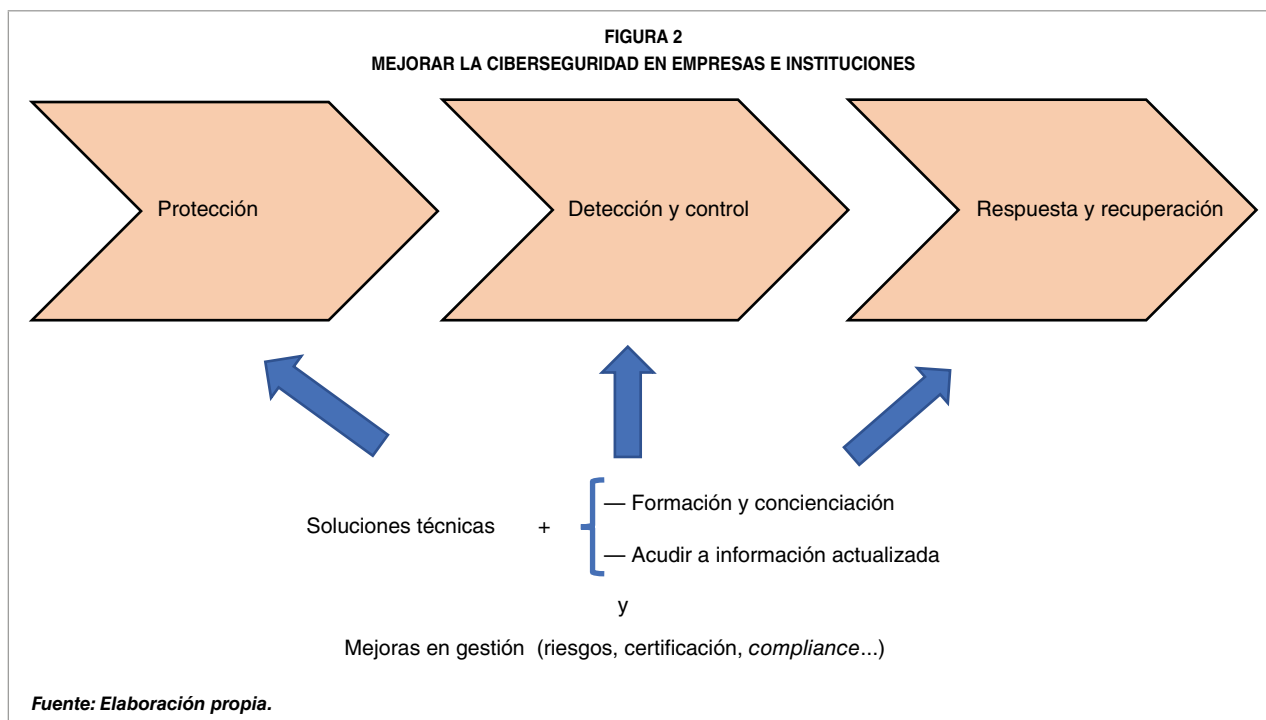 FIGURA 2
MEJORAR LA CIBERSEGURIDAD EN EMPRESAS E INSTITUCIONES
Protección
Detección y control
Respuesta y recuperación
Soluciones técnicas + — Formación y concienciación
— Acudir a información actualizada
y
Mejoras en gestión (riesgos, certificación, compliance...)
Fuente: Elaboración propia.